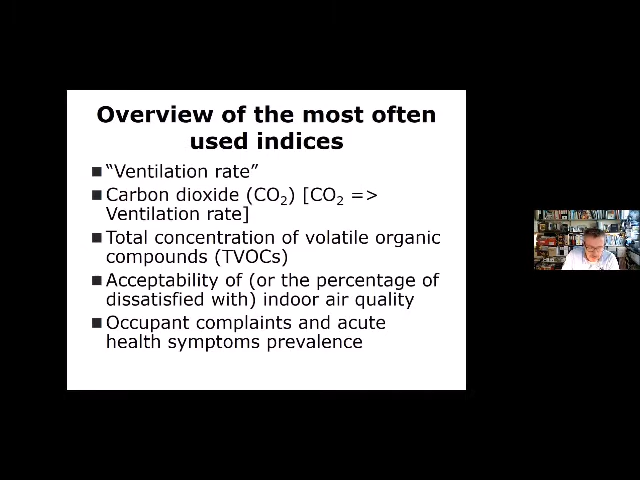 Overview of the most often
used indices
■ “Ventilation rate”
■ Carbon dioxide (CO₂) [CO₂ =>
Ventilation rate]
■ Total concentration of volatile organic
compounds (TVOCs)
■ Acceptability of (or the percentage of
dissatisfied with) indoor air quality
■ Occupant complaints and acute
health symptoms prevalence